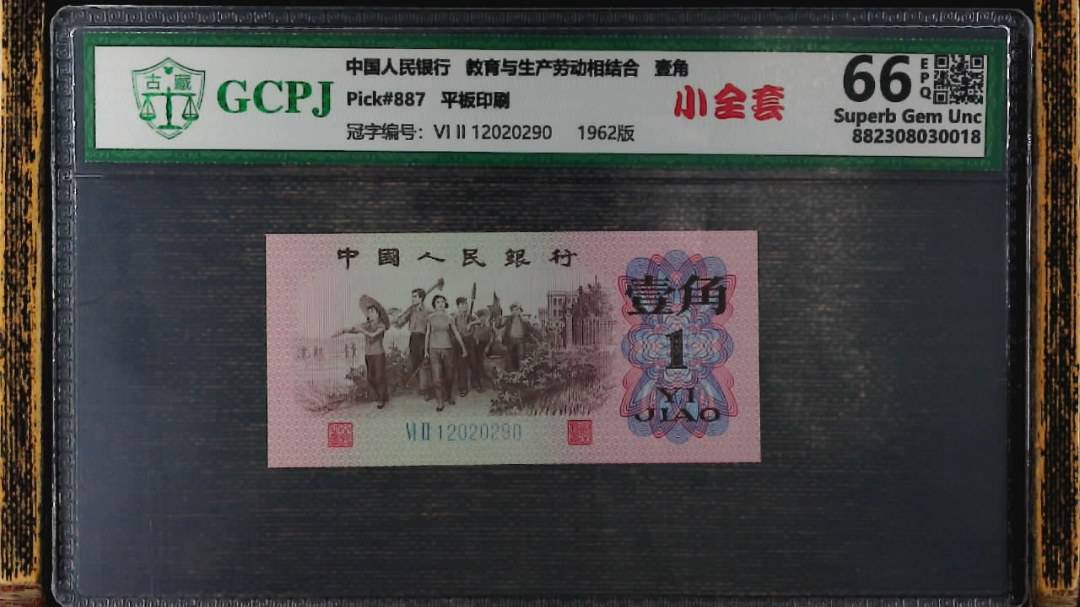 中国人民银行 教育与生产劳动相结合 壹角
Pick#887 平板印刷
冠字编号: VI II 12020290 1962版
古藏
GCPJ
小全套
66 EPQ
Superb Gem Unc
882308030018
中國人民銀行
壹角
1
YI
JIAO
VI II 12020290